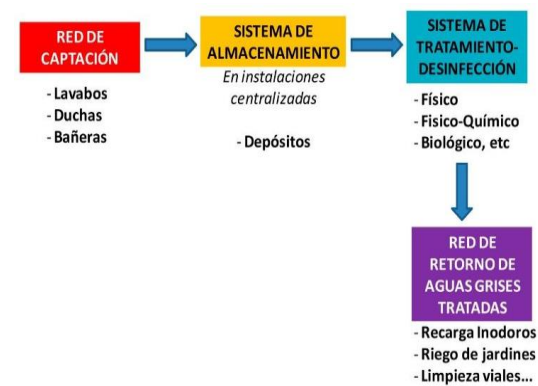 RED DE
CAPTACIÓN
- Lavabos
- Duchas
- Bañeras
SISTEMA DE
ALMACENAMIENTO
En instalaciones
centralizadas
- Depósitos
SISTEMA DE
TRATAMIENTO-
DESINFECCIÓN
- Físico
- Fisico-Químico
- Biológico, etc
RED DE
RETORNO DE
AGUAS GRISES
TRATADAS
- Recarga Inodoros
- Riego de jardines
- Limpieza viales...